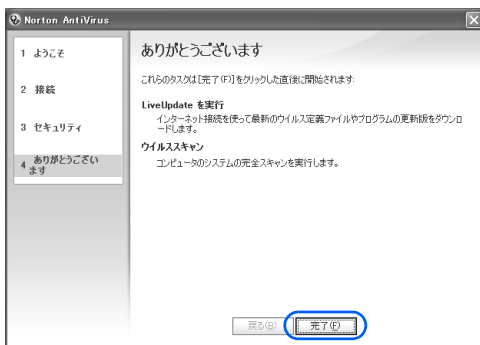 Norton AntiVirus
1 ようこそ
2 接続
3 セキュリティ
4 ありがとうござい
ます
ありがとうございます
これらのタスクは[完了(F)]をクリックした直後に開始されます:
LiveUpdate を実行
インターネット接続を使って最新のウイルス定義ファイルやプログラムの更新版をダウンロ
ードします。
ウイルススキャン
コンピュータのシステムの完全スキャンを実行します。
戻る(B)
完了(F)